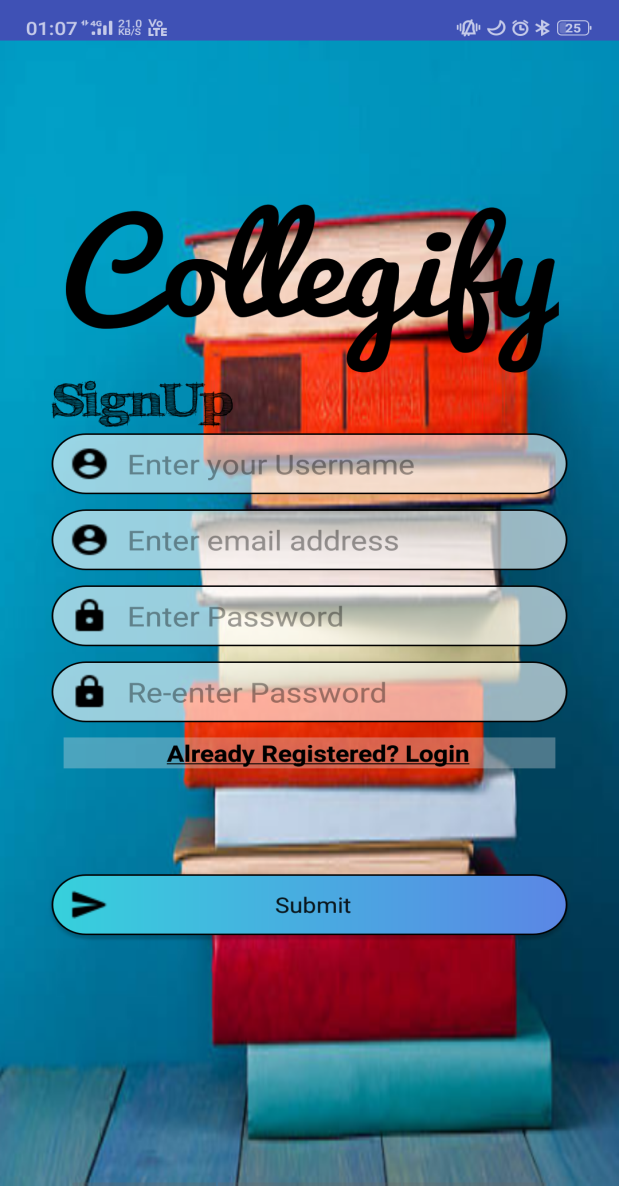 01:07 4G 21.0 KB/S Vo LTE 25
Collegify
SignUp
Enter your Username
Enter email address
Enter Password
Re-enter Password
Already Registered? Login
Submit